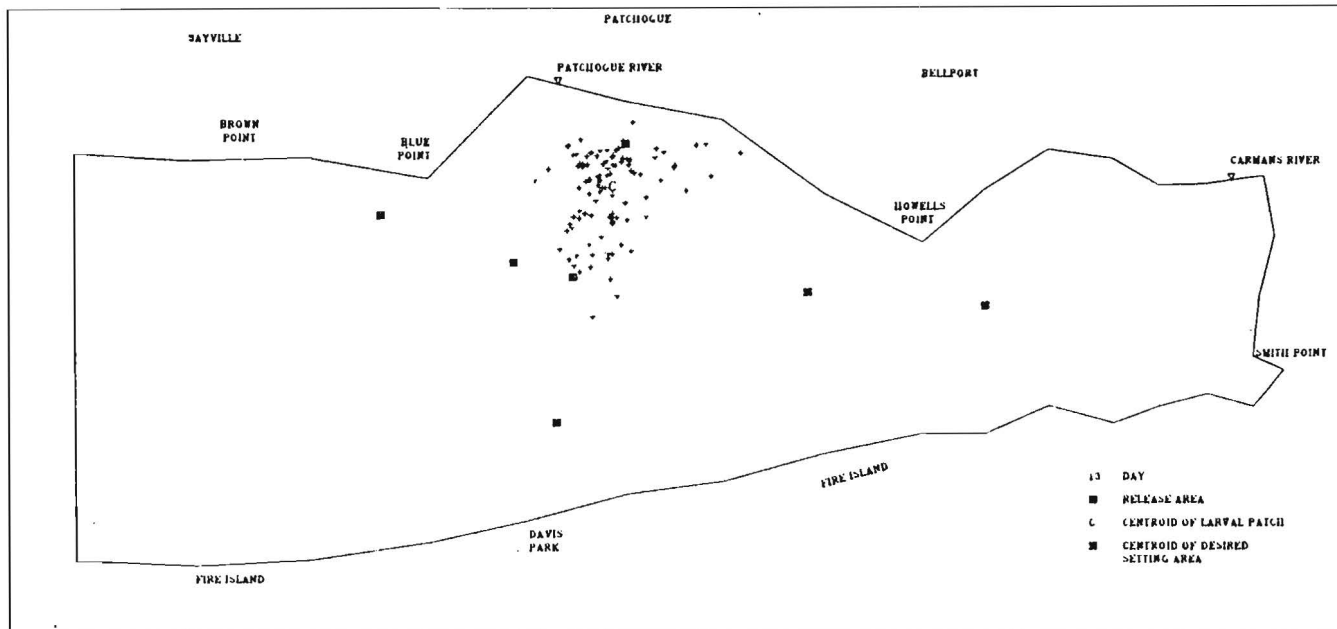 PATCHOGUE
SAYVILLE
PATCHOGUE RIVER
BELLPORT
BROWN
POINT
BLUE
POINT
CARMANS RIVER
HOWELLS
POINT
C
SMITH POINT
FIRE ISLAND
DAVIS
PARK
FIRE ISLAND
13 DAY
RELEASE AREA
C CENTROID OF LARVAL PATCH
CENTROID OF DESIRED
SETTING AREA